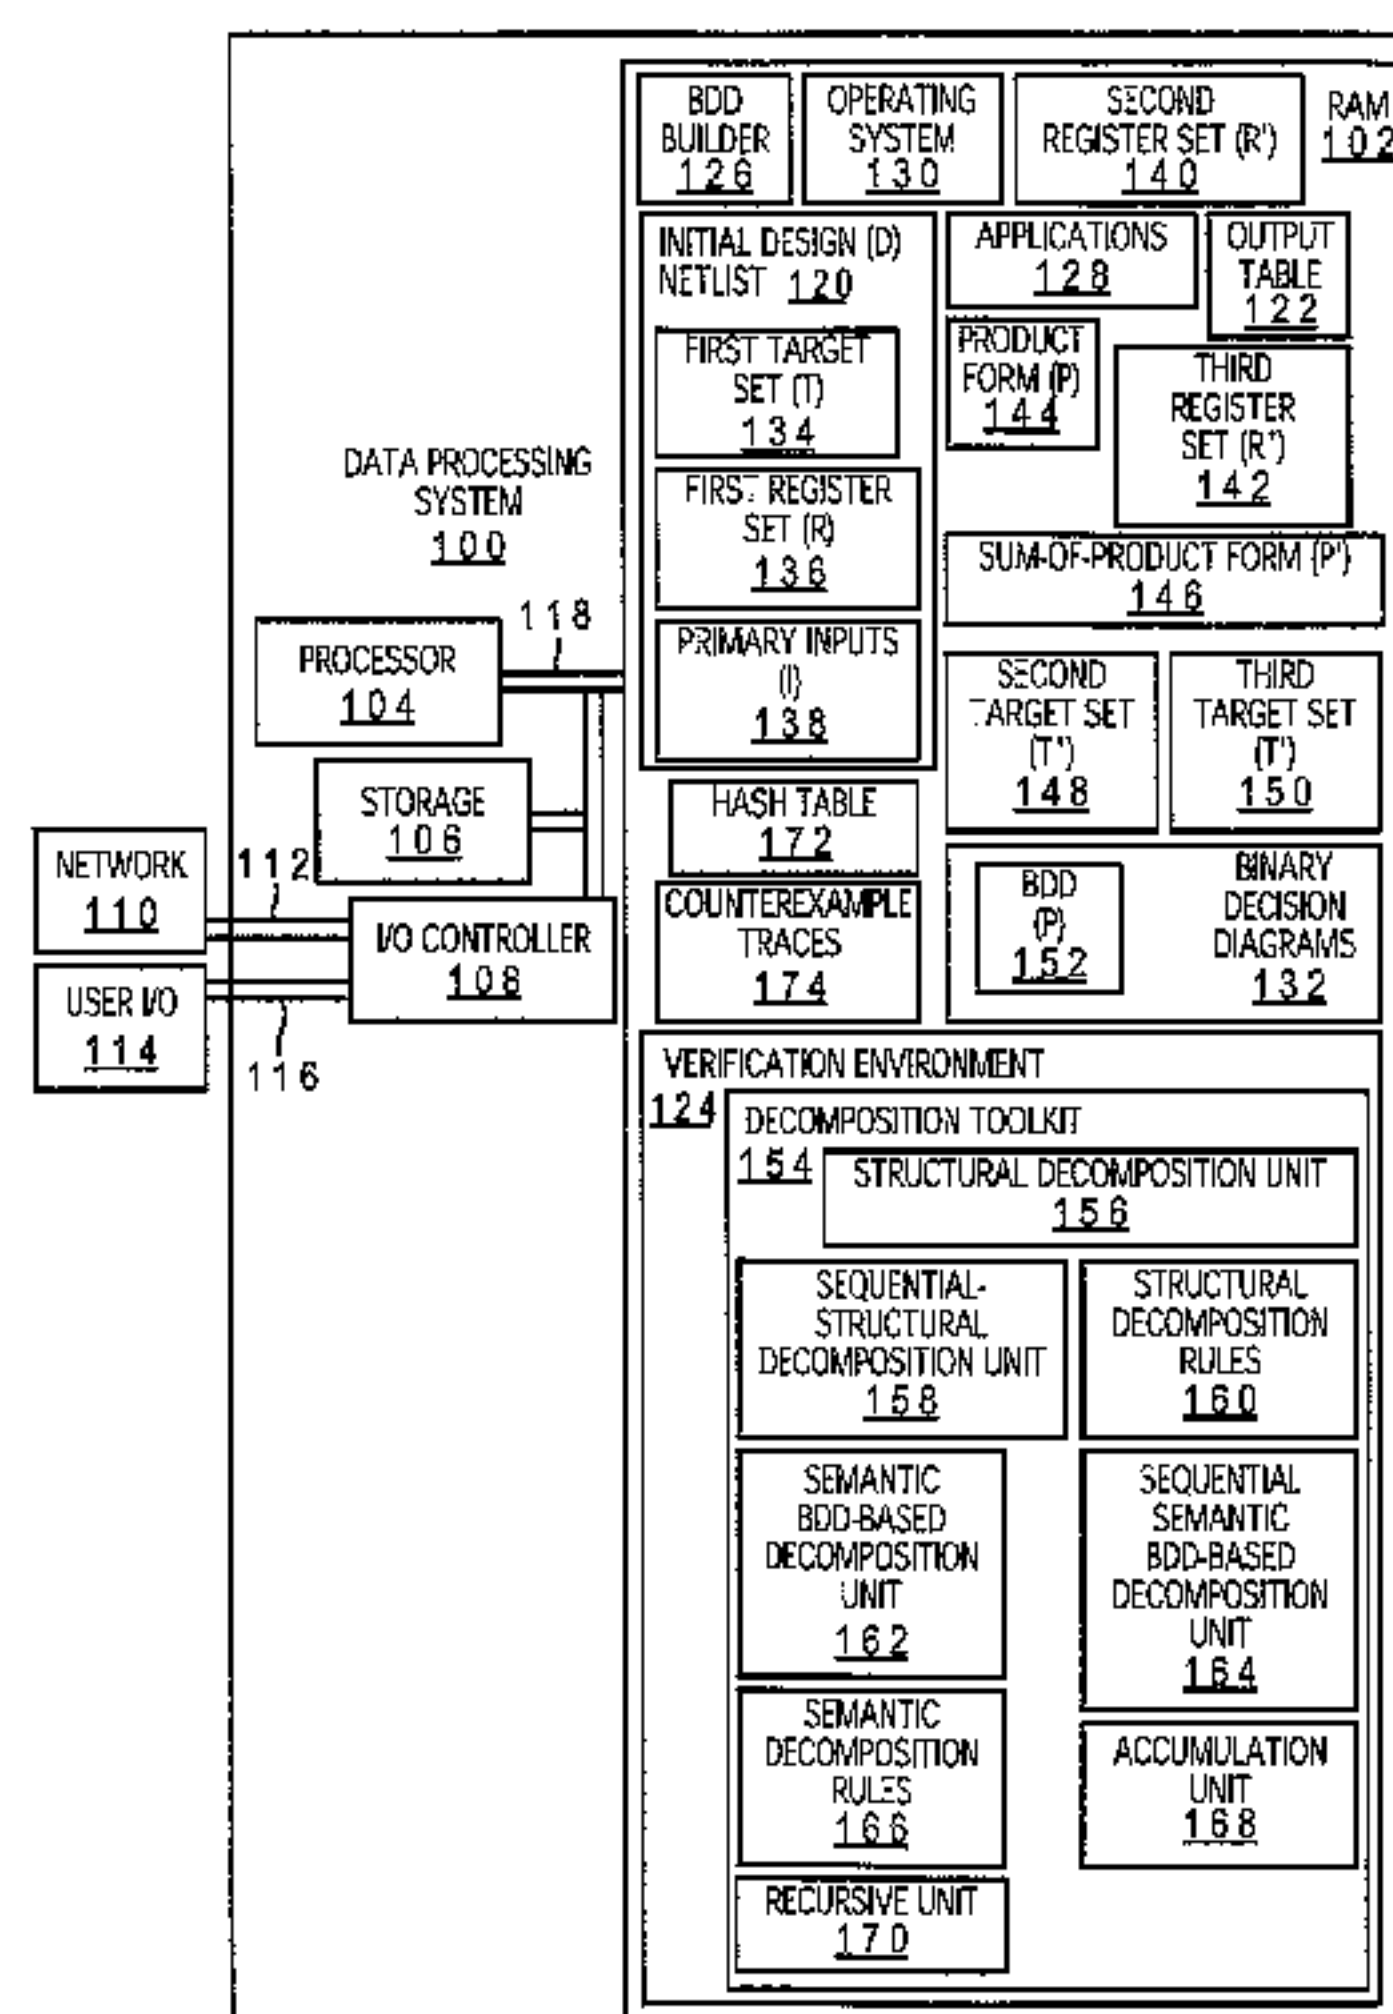 BDD
BUILDER
126
OPERATING
SYSTEM
130
SECOND
REGISTER SET (R')
140
RAM
102
INITIAL DESIGN (D)
NETLIST 120
APPLICATIONS
128
OUTPUT
TABLE
122
FIRST TARGET
SET (T)
134
PRODUCT
FORM (P)
144
THIRD
REGISTER
SET (R")
142
DATA PROCESSING
SYSTEM
100
FIRST REGISTER
SET (R)
136
SUM-OF-PRODUCT FORM (P')
146
118
PROCESSOR
104
PRIMARY INPUTS
(I)
138
SECOND
TARGET SET
(T")
148
THIRD
TARGET SET
(T')
150
STORAGE
106
HASH TABLE
172
NETWORK
110
112
I/O CONTROLLER
108
COUNTEREXAMPLE
TRACES
174
BDD
(P)
152
BINARY
DECISION
DIAGRAMS
132
USER I/O
114
116
VERIFICATION ENVIRONMENT
124
DECOMPOSITION TOOLKIT
154
STRUCTURAL DECOMPOSITION UNIT
156
SEQUENTIAL-
STRUCTURAL
DECOMPOSITION UNIT
158
STRUCTURAL
DECOMPOSITION
RULES
160
SEMANTIC
BDD-BASED
DECOMPOSITION
UNIT
162
SEQUENTIAL
SEMANTIC
BDD-BASED
DECOMPOSITION
UNIT
164
SEMANTIC
DECOMPOSITION
RULES
166
ACCUMULATION
UNIT
168
RECURSIVE UNIT
170